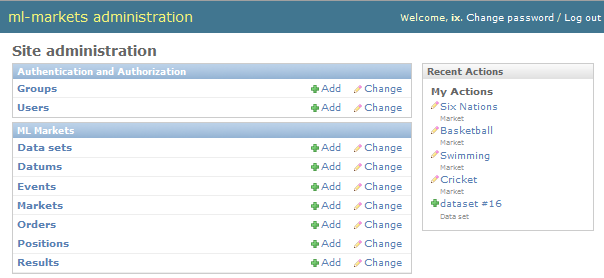 ml-markets administration
Welcome, ix. Change password / Log out
Site administration
Authentication and Authorization
Groups Add Change
Users Add Change
ML Markets
Data sets Add Change
Datums Add Change
Events Add Change
Markets Add Change
Orders Add Change
Positions Add Change
Results Add Change
Recent Actions
My Actions
Six Nations
Market
Basketball
Market
Swimming
Market
Cricket
Market
dataset #16
Data set